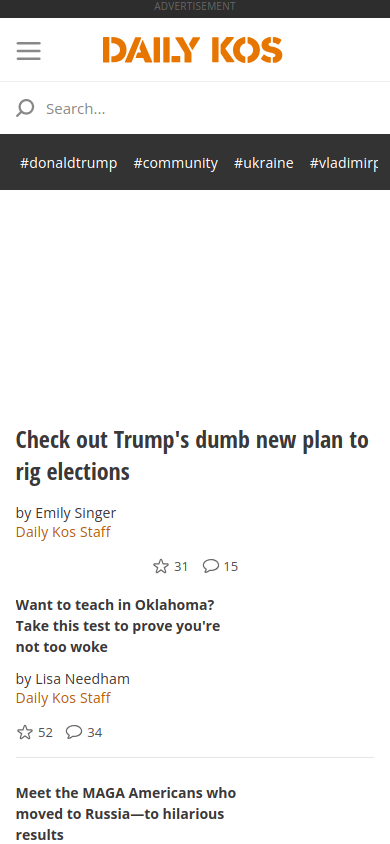 ADVERTISEMENT
DAILY KOS
Search...
#donaldtrump #community #ukraine #vladimirp
Check out Trump's dumb new plan to
rig elections
by Emily Singer
Daily Kos Staff
31 15
Want to teach in Oklahoma?
Take this test to prove you're
not too woke
by Lisa Needham
Daily Kos Staff
52 34
Meet the MAGA Americans who
moved to Russia—to hilarious
results